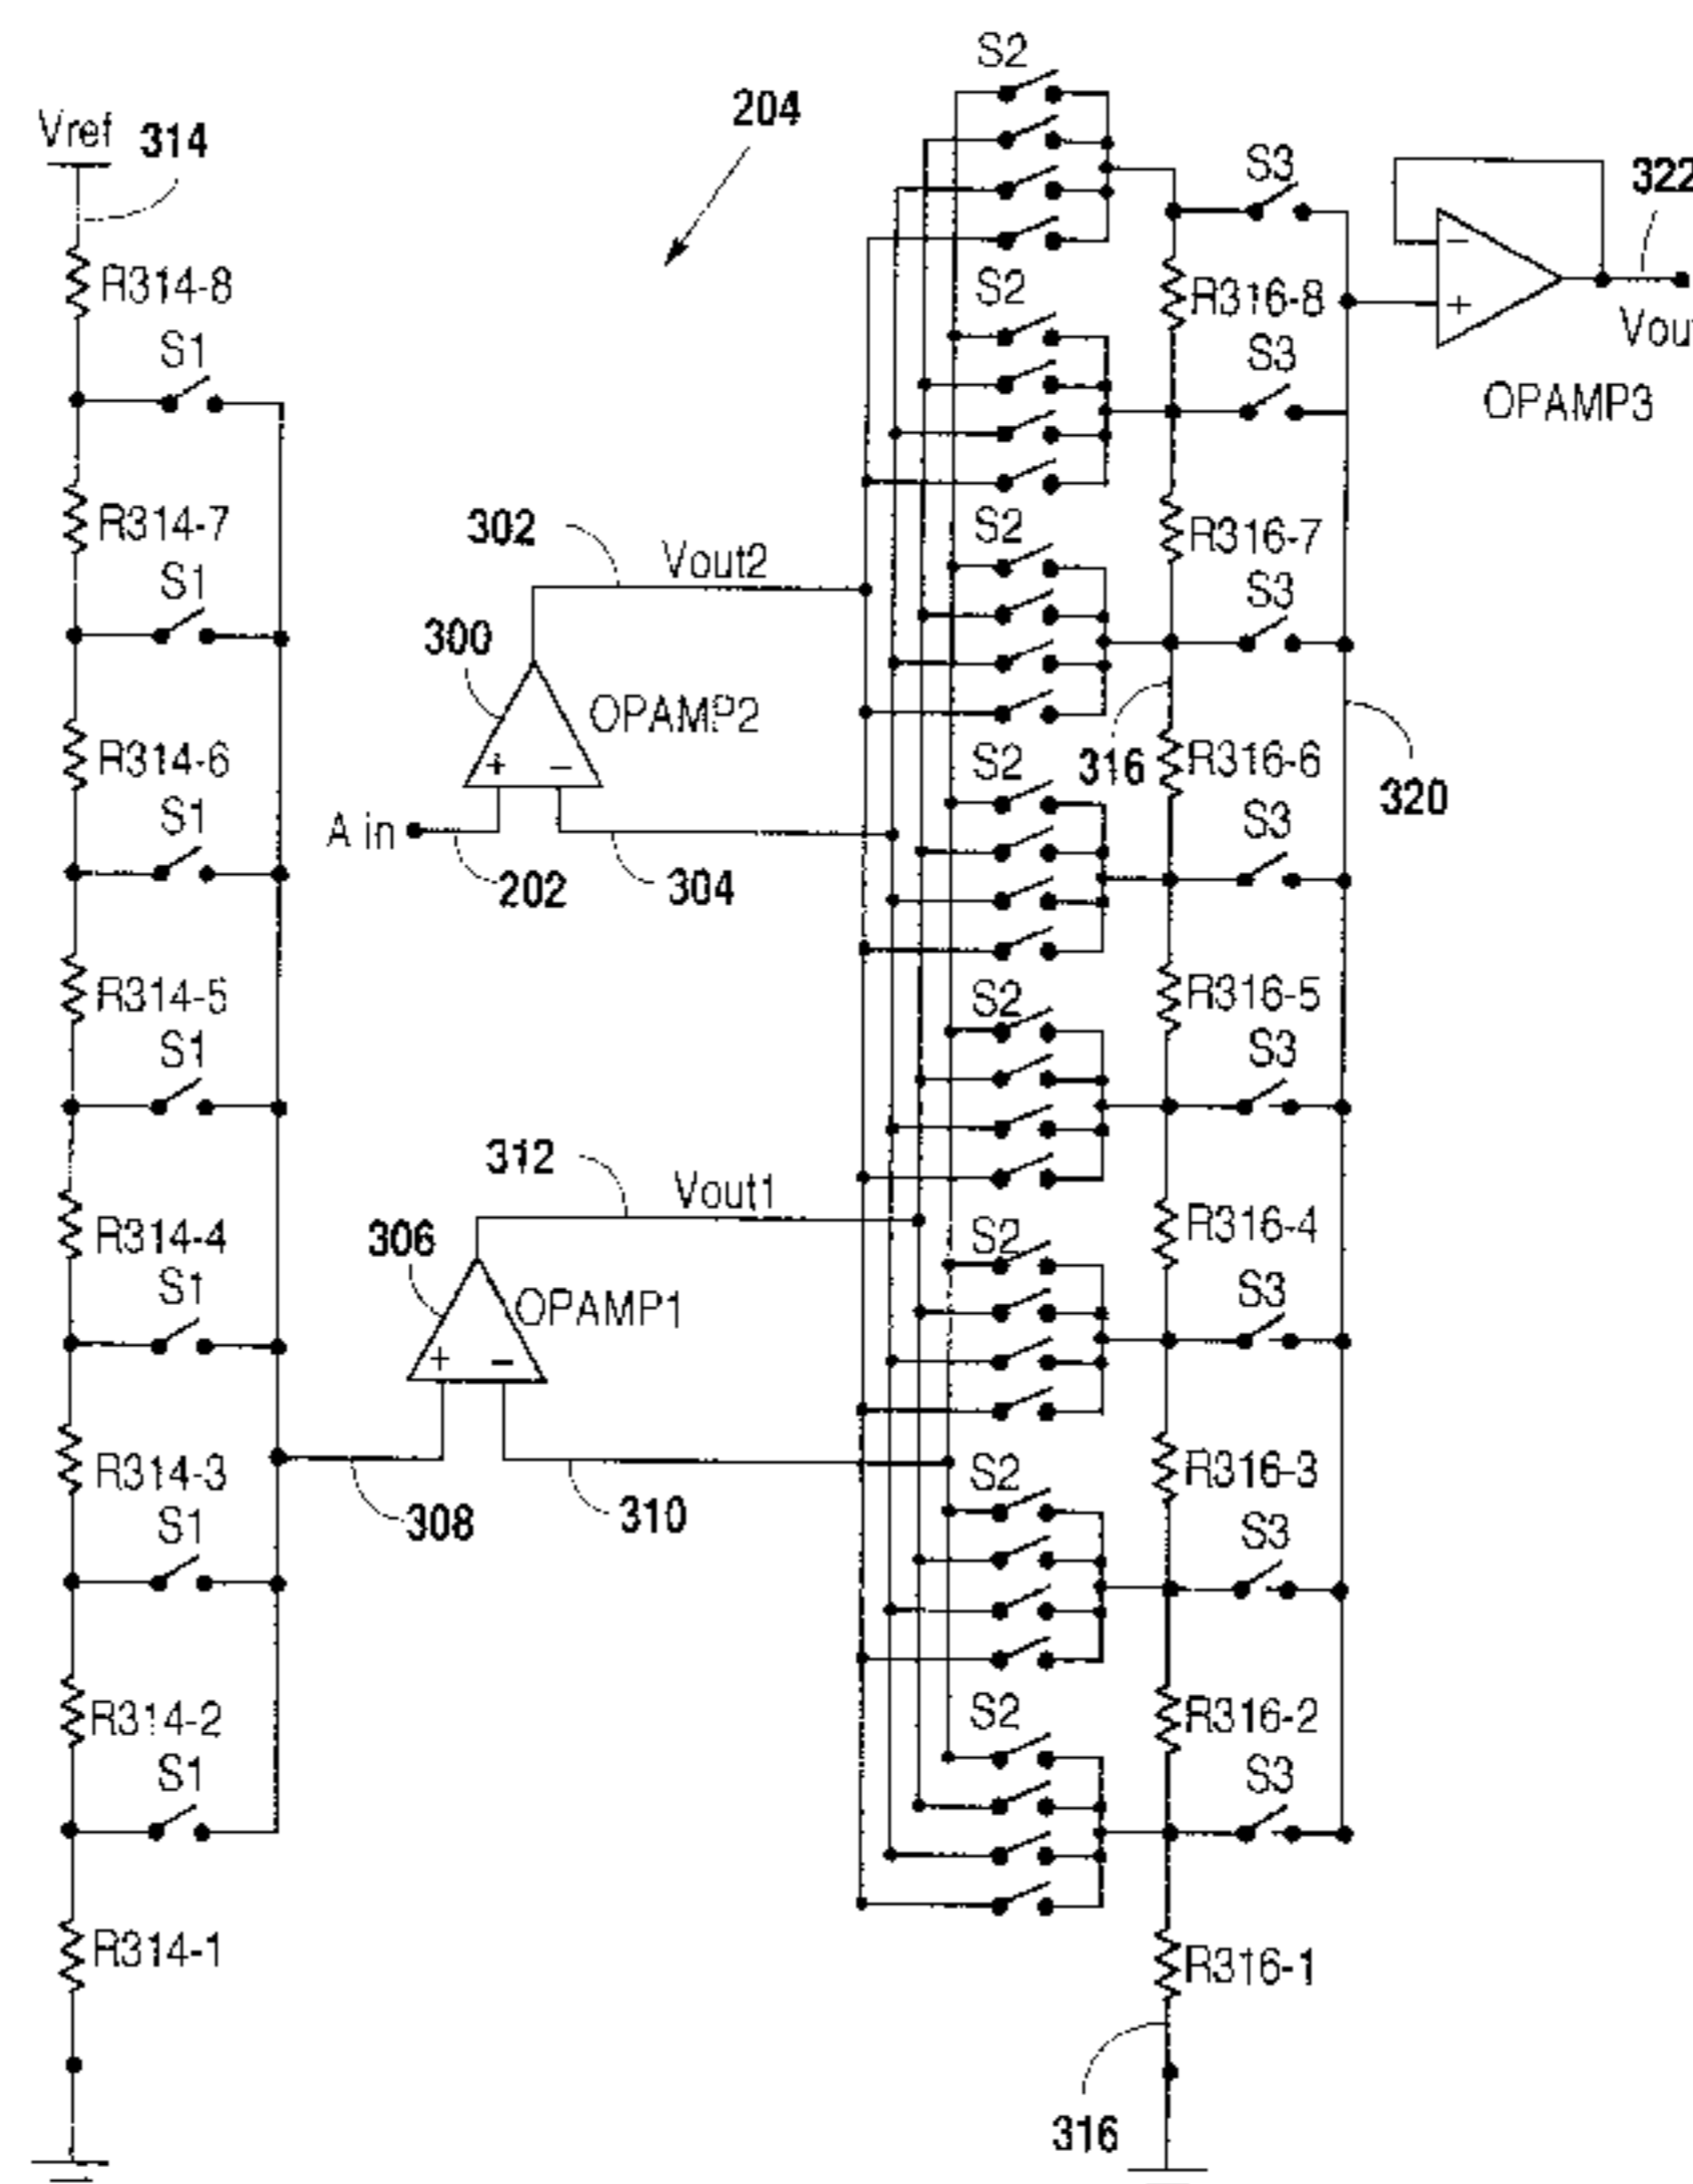 S2
204
Vref 314
S3
322
R314-8
S2
R316-8
Vou
S1
S3
OPAMP3
302
Vout2
S2
R314-7
R316-7
S1
S3
300
OPAMP2
R314-6
S2
316
R316-6
320
S1
S3
+ −
− +
A in
202
304
R314-5
S2
R316-5
S1
S3
312
Vout1
R314-4
306
S2
R316-4
S1
OPAMP1
S3
+ −
R314-3
S2
R316-3
S1
308
310
S3
R314-2
S2
R316-2
S1
S3
R314-1
R316-1
316